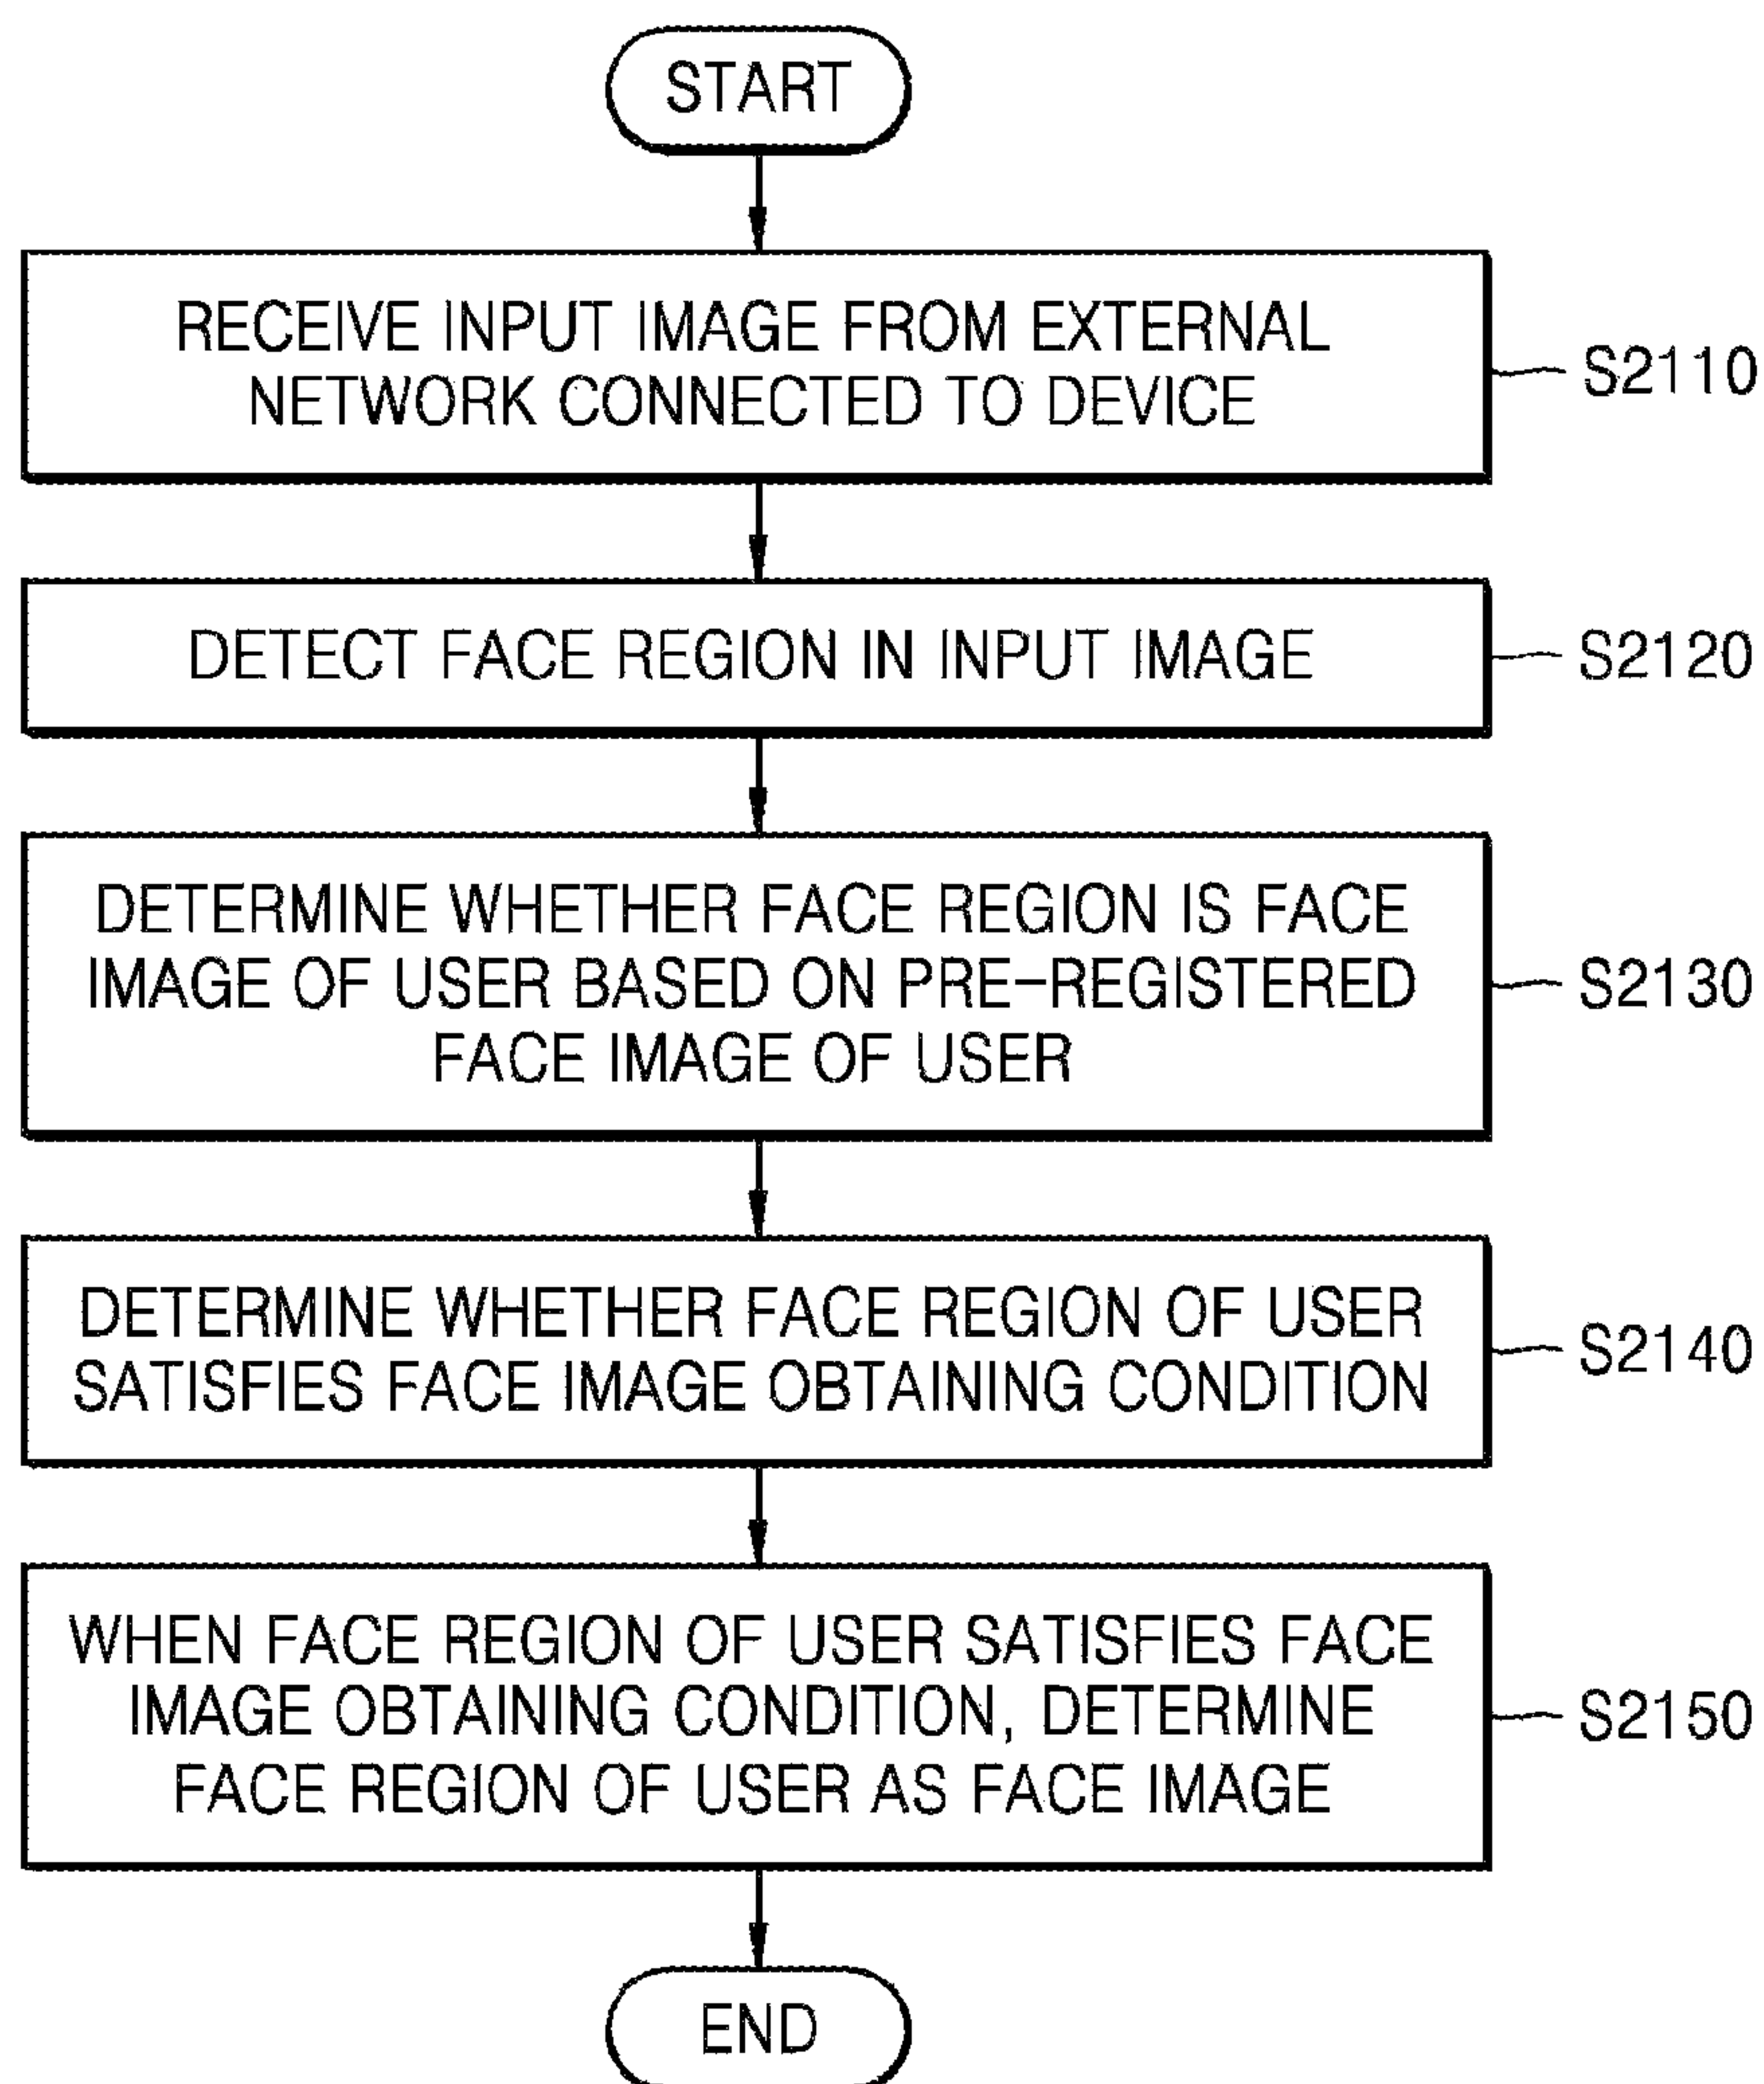 START
RECEIVE INPUT IMAGE FROM EXTERNAL
NETWORK CONNECTED TO DEVICE
S2110
DETECT FACE REGION IN INPUT IMAGE
S2120
DETERMINE WHETHER FACE REGION IS FACE
IMAGE OF USER BASED ON PRE-REGISTERED
FACE IMAGE OF USER
S2130
DETERMINE WHETHER FACE REGION OF USER
SATISFIES FACE IMAGE OBTAINING CONDITION
S2140
WHEN FACE REGION OF USER SATISFIES FACE
IMAGE OBTAINING CONDITION, DETERMINE
FACE REGION OF USER AS FACE IMAGE
S2150
END